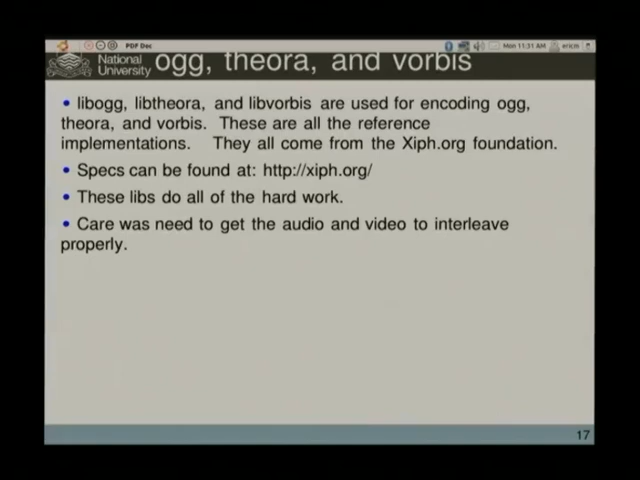 PDF Doc
Mon 11:31 AM
ericm
National
University
ogg, theora, and vorbis
• libogg, libtheora, and libvorbis are used for encoding ogg,
theora, and vorbis. These are all the reference
implementations. They all come from the Xiph.org foundation.
• Specs can be found at: http://xiph.org/
• These libs do all of the hard work.
• Care was need to get the audio and video to interleave
properly.
17